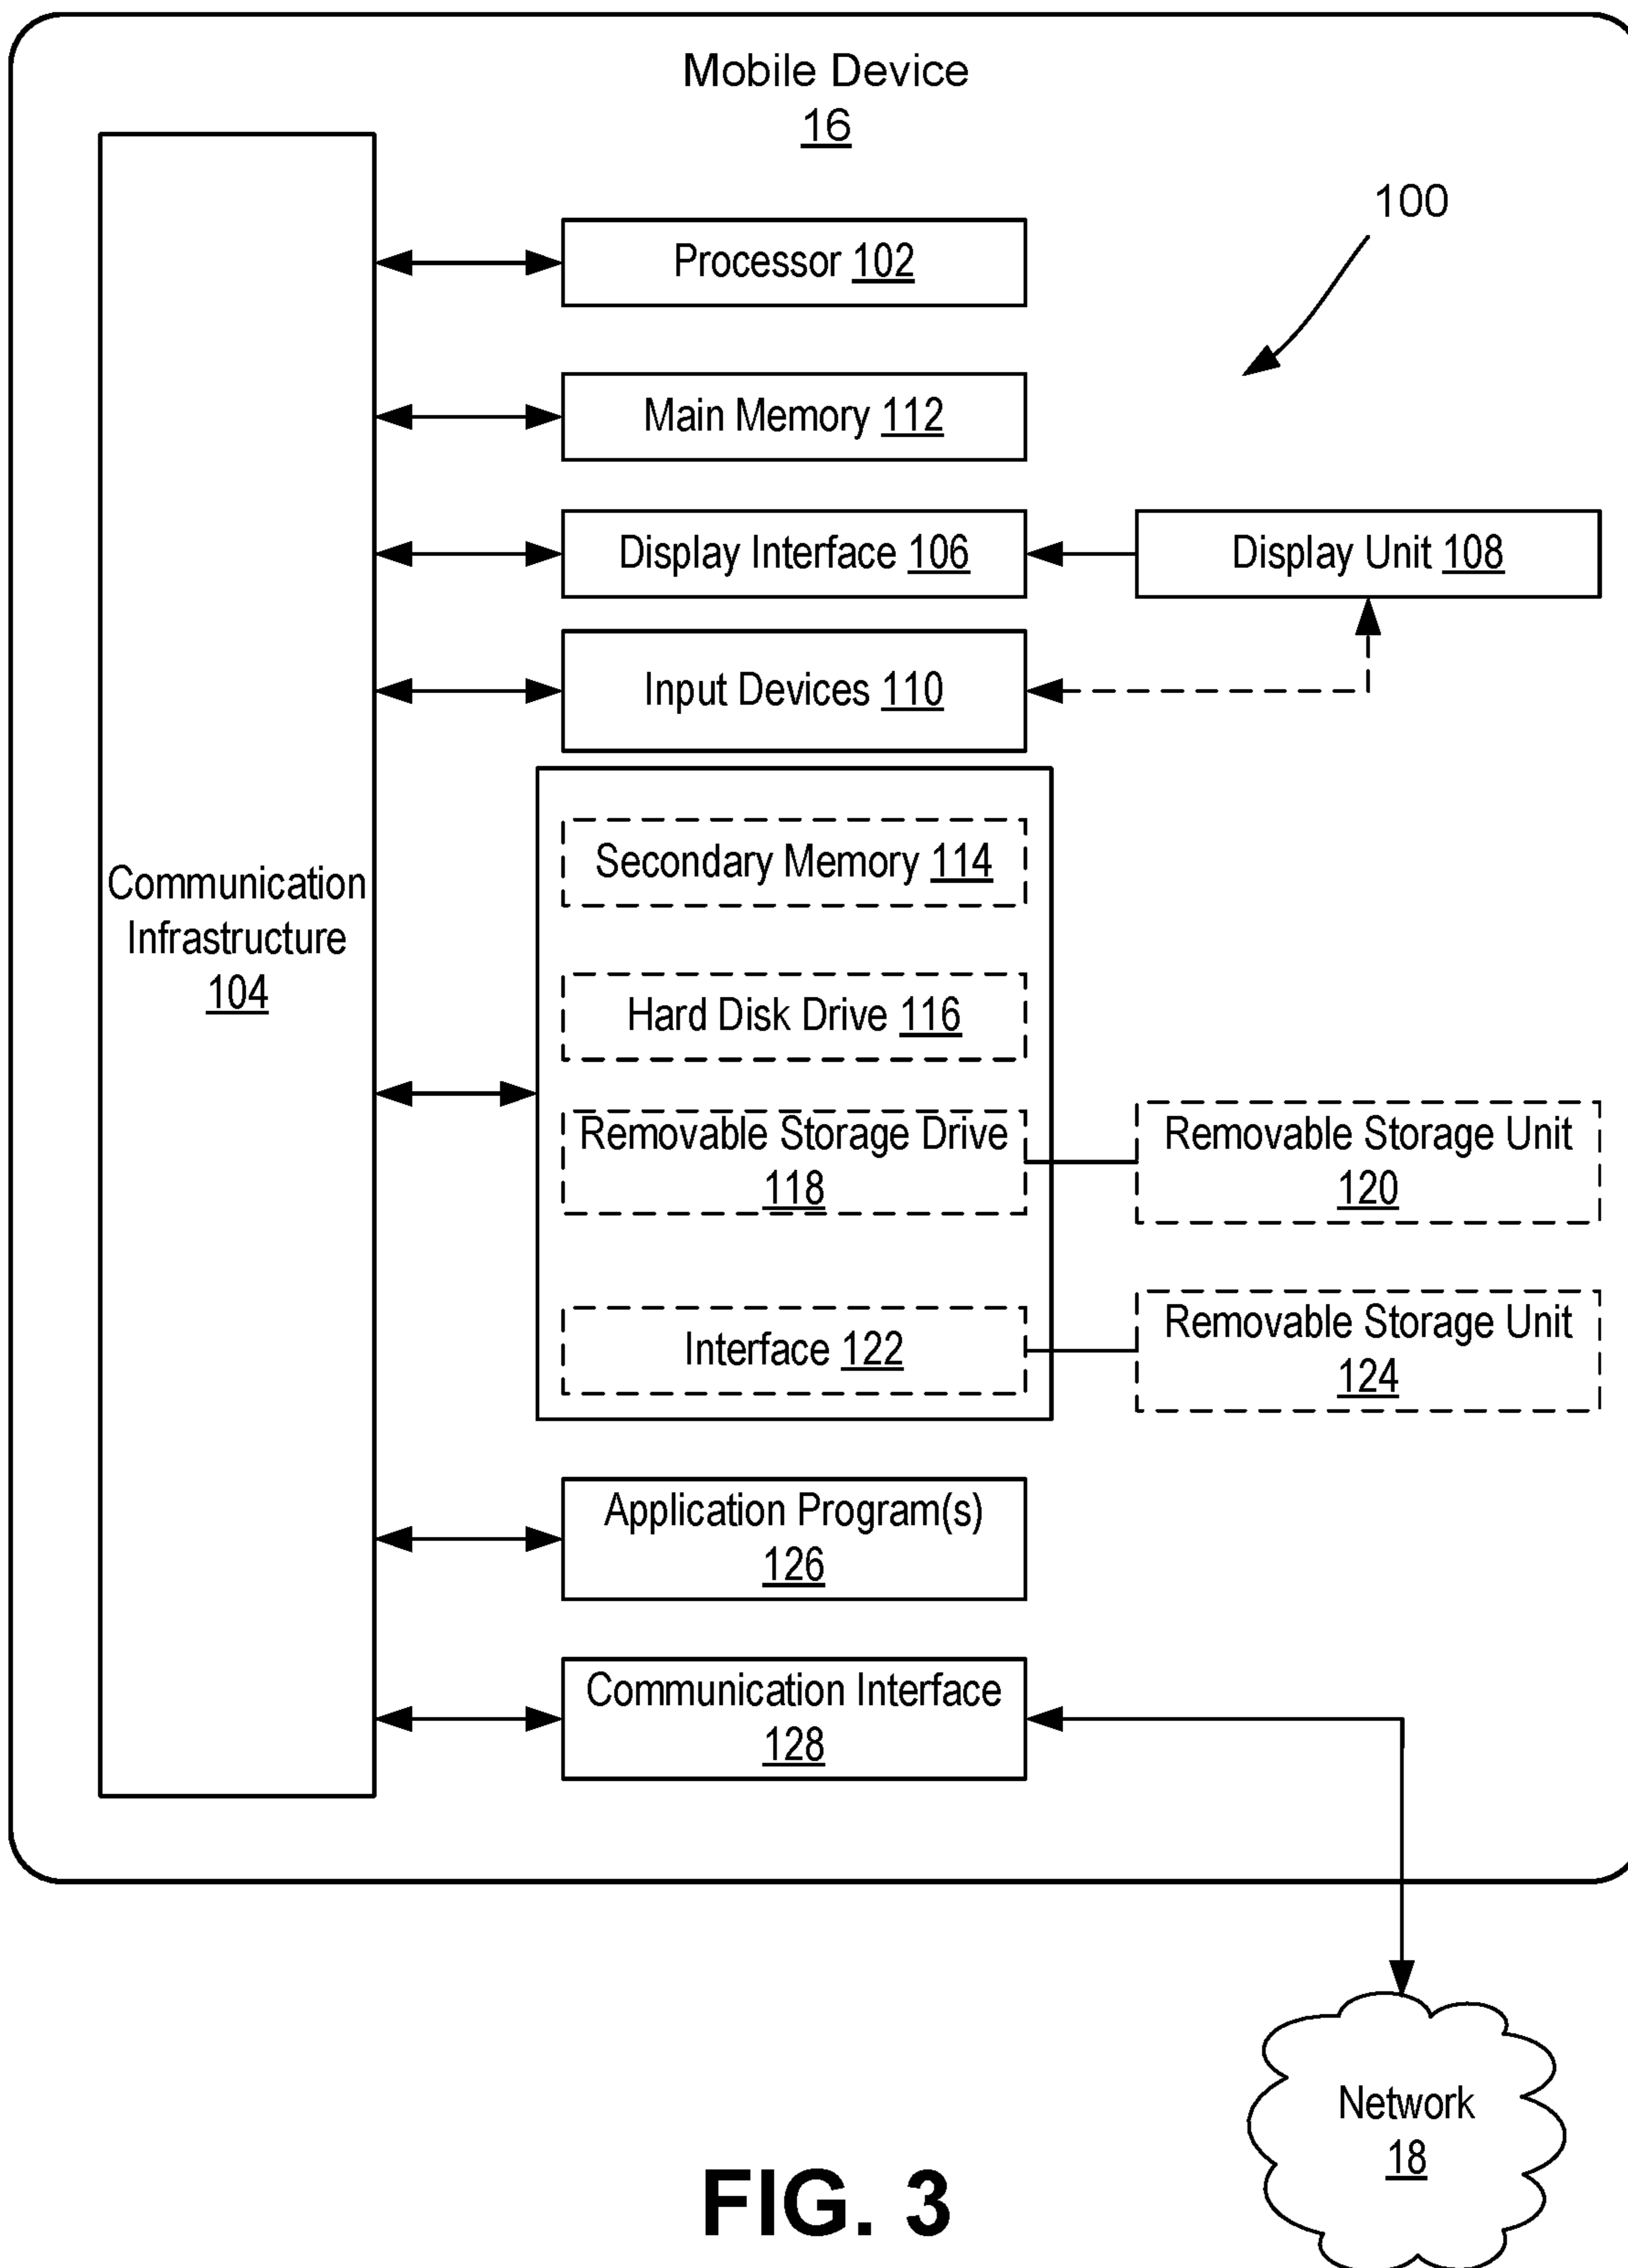 Mobile Device
16
100
Processor 102
Main Memory 112
Display Interface 106
Display Unit 108
Input Devices 110
Communication
Infrastructure
104
Secondary Memory 114
Hard Disk Drive 116
Removable Storage Drive
118
Removable Storage Unit
120
Interface 122
Removable Storage Unit
124
Application Program(s)
126
Communication Interface
128
Network
18
FIG. 3